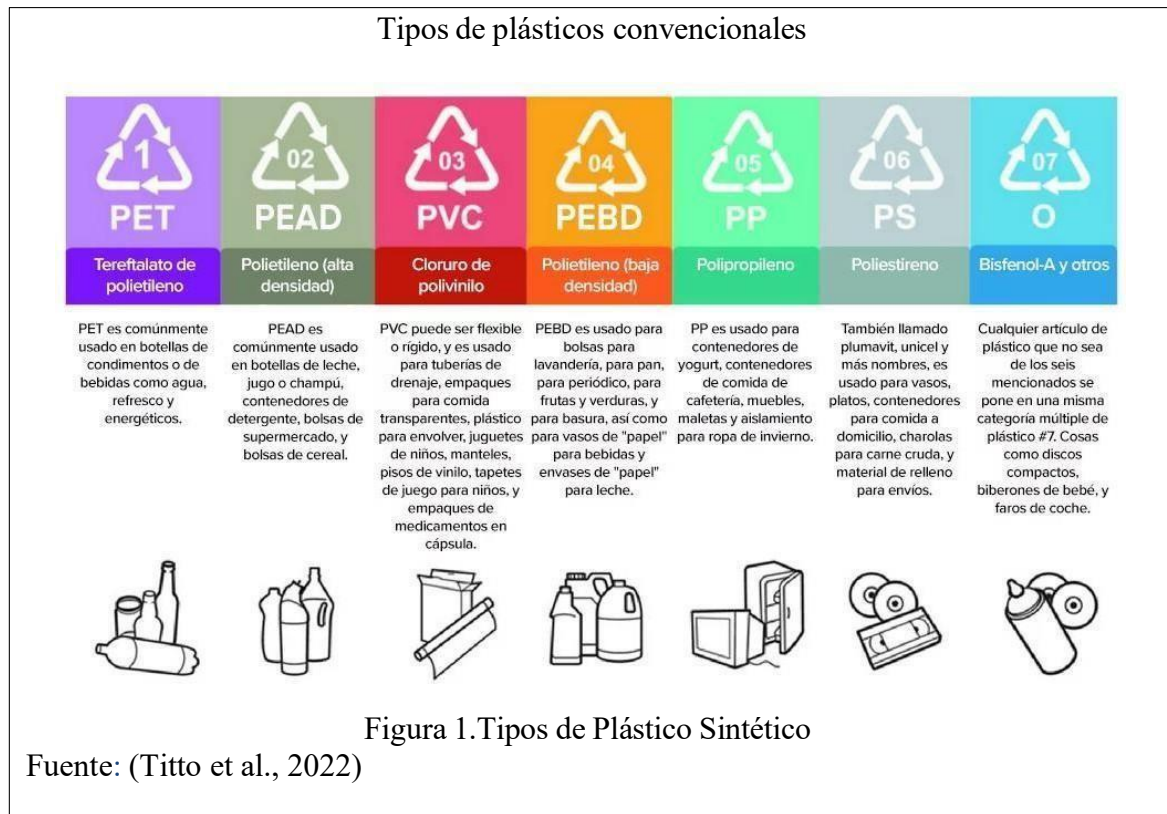 Tipos de plásticos convencionales
1
PET
Tereftalato de
polietileno
PET es comúnmente
usado en botellas de
condimentos o de
bebidas como agua,
refresco y
energéticos.
02
PEAD
Polietileno (alta
densidad)
PEAD es
comúnmente usado
en botellas de leche,
jugo o champú,
contenedores de
detergente, bolsas de
supermercado, y
bolsas de cereal.
03
PVC
Cloruro de
polivinilo
PVC puede ser flexible
o rígido, y es usado
para tuberías de
drenaje, empaques
para comida
transparentes, plástico
para envolver, juguetes
de niños, manteles,
pisos de vinilo, tapetes
de juego para niños, y
empaques de
medicamentos en
cápsula.
04
PEBD
Polietileno (baja
densidad)
PEBD es usado para
bolsas para
lavandería, para pan,
para periódico, para
frutas y verduras, y
para basura, así como
para vasos de "papel"
para bebidas y
envases de "papel"
para leche.
05
PP
Polipropileno
PP es usado para
contenedores de
yogurt, contenedores
de comida de
cafetería, muebles,
maletas y aislamiento
para ropa de invierno.
06
PS
Poliestireno
También llamado
plumavit, unicel y
más nombres, es
usado para vasos,
platos, contenedores
para comida a
domicilio, charolas
para carne cruda, y
material de relleno
para envíos.
07
O
Bisfenol-A y otros
Cualquier artículo de
plástico que no sea
de los seis
mencionados se
pone en una misma
categoría múltiple de
plástico #7. Cosas
como discos
compactos,
biberones de bebé, y
faros de coche.
Figura 1.Tipos de Plástico Sintético
Fuente: (Titto et al., 2022)